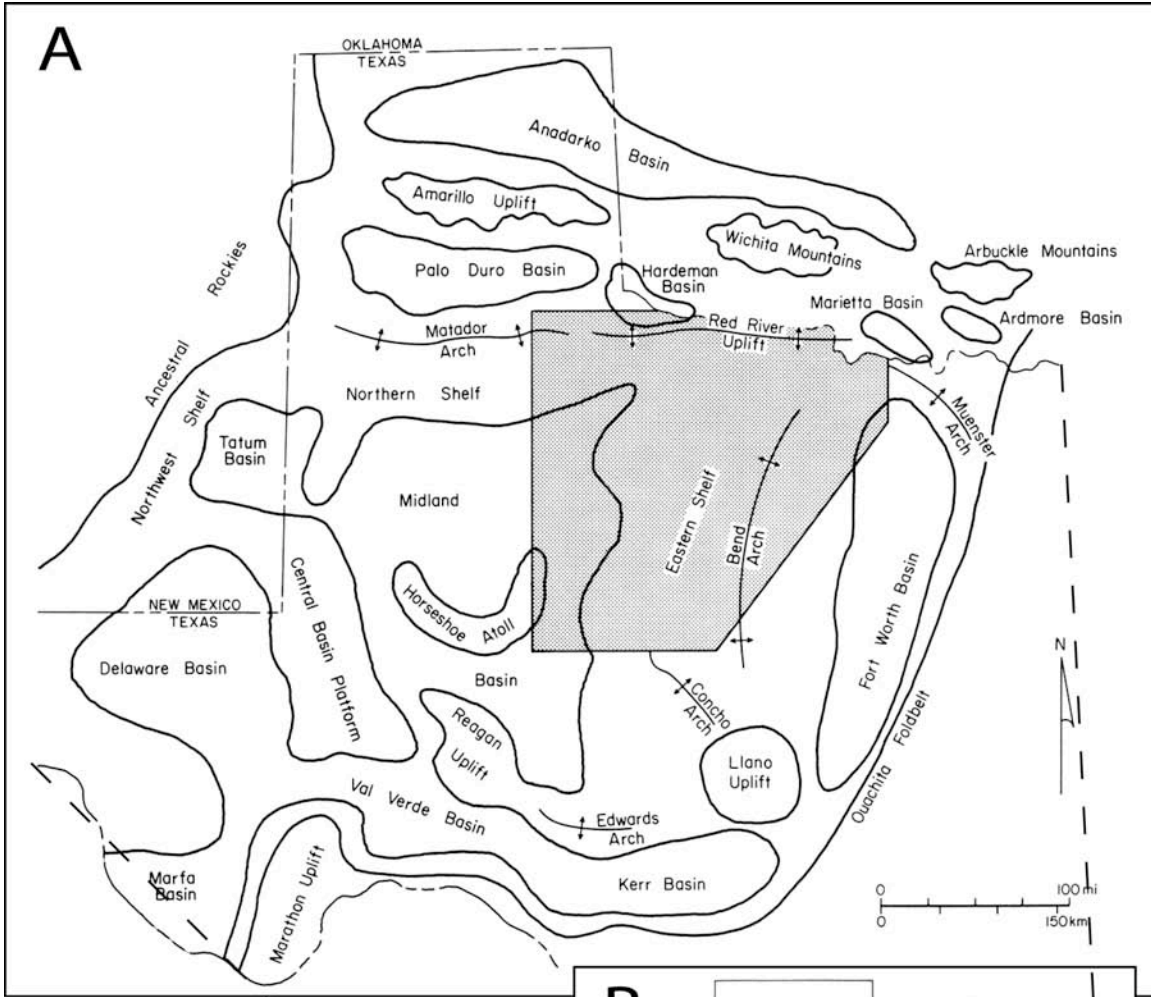 A
OKLAHOMA
TEXAS
Anadarko Basin
Amarillo Uplift
Wichita Mountains
Arbuckle Mountains
Palo Duro Basin
Hardeman
Basin
Marietta Basin
Ardmore Basin
Ancestral Rockies
Matador
Arch
Red River
Uplift
Northern Shelf
Northwest Shelf
Muenster
Arch
Tatum
Basin
Midland
Eastern Shelf
Bend
Arch
Central Basin Platform
Horseshoe Atoll
Fort Worth Basin
NEW MEXICO
TEXAS
Delaware Basin
Basin
N
Concho
Arch
Reagan
Uplift
Llano
Uplift
Ouachita Foldbelt
Val Verde Basin
Edwards
Arch
Marfa
Basin
Marathon Uplift
Kerr Basin
0 100 mi
0 150 km
B